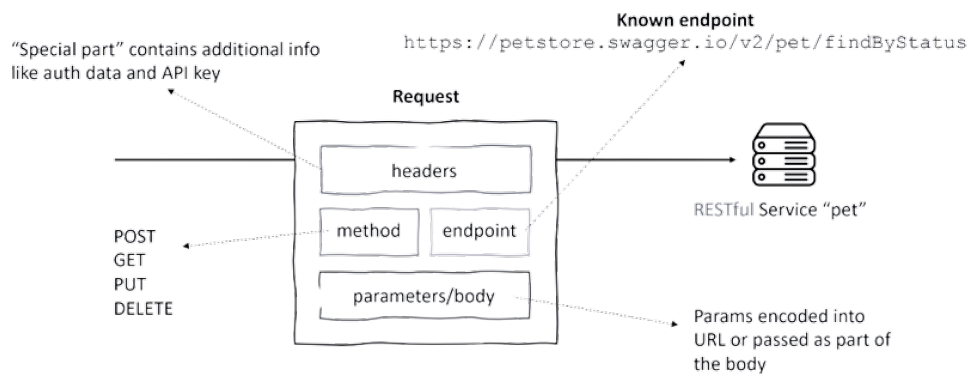 Known endpoint
https://petstore.swagger.io/v2/pet/findByStatus
“Special part” contains additional info
like auth data and API key
Request
headers
method
endpoint
parameters/body
RESTful Service “pet”
POST
GET
PUT
DELETE
Params encoded into
URL or passed as part of
the body